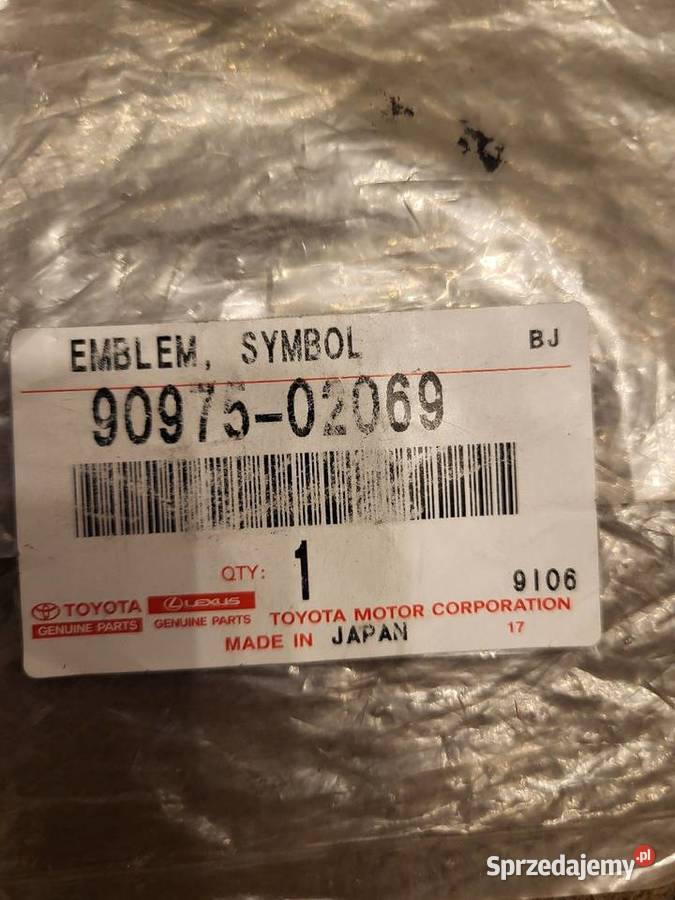 EMBLEM, SYMBOL BJ
90975-02069
QTY: 1
9I06
TOYOTA LEXUS TOYOTA MOTOR CORPORATION
GENUINE PARTS GENUINE PARTS 17
MADE IN JAPAN
Sprzedajemy.pl